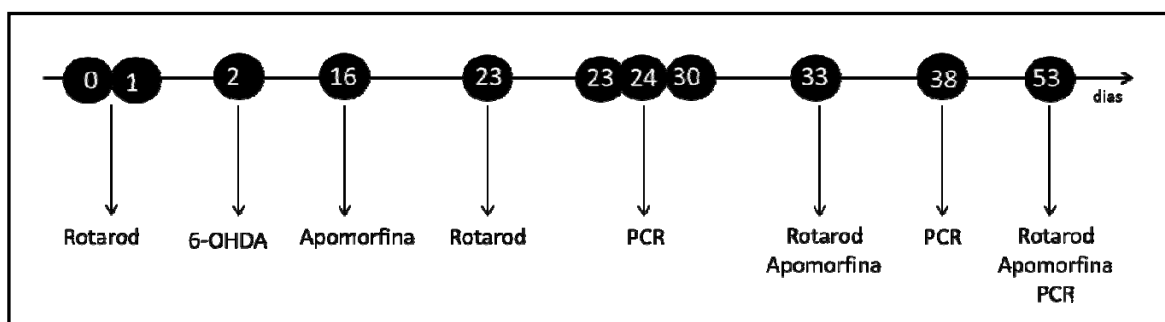 0 1 2 16 23 23 24 30 33 38 53
dias
Rotarod 6-OHDA Apomorfina Rotarod PCR Rotarod PCR Rotarod
Apomorfina Apomorfina
PCR